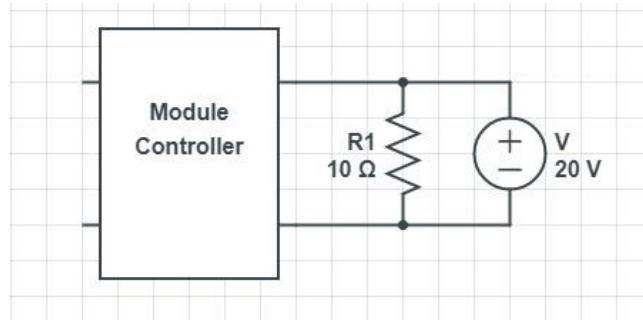 Module
Controller
R1
10 Ω
V
20 V